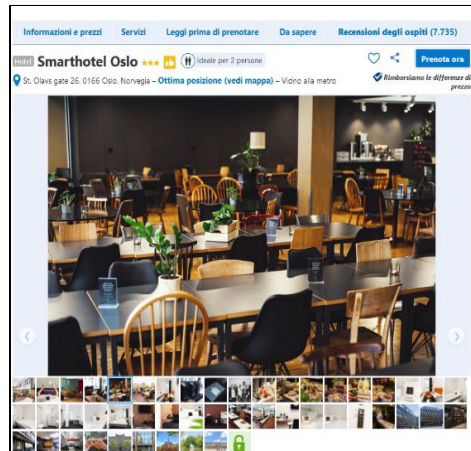 Informazioni e prezzi Servizi Leggi prima di prenotare Da sapere Recensioni degli ospiti (7.735)
Hotel Smarthotel Oslo Ideale per 2 persone Prenota ora
St. Olavs gate 26, 0166 Oslo, Norvegia – Ottima posizione (vedi mappa) – Vicino alla metro
Rimborsiamo le differenze di
prezzo